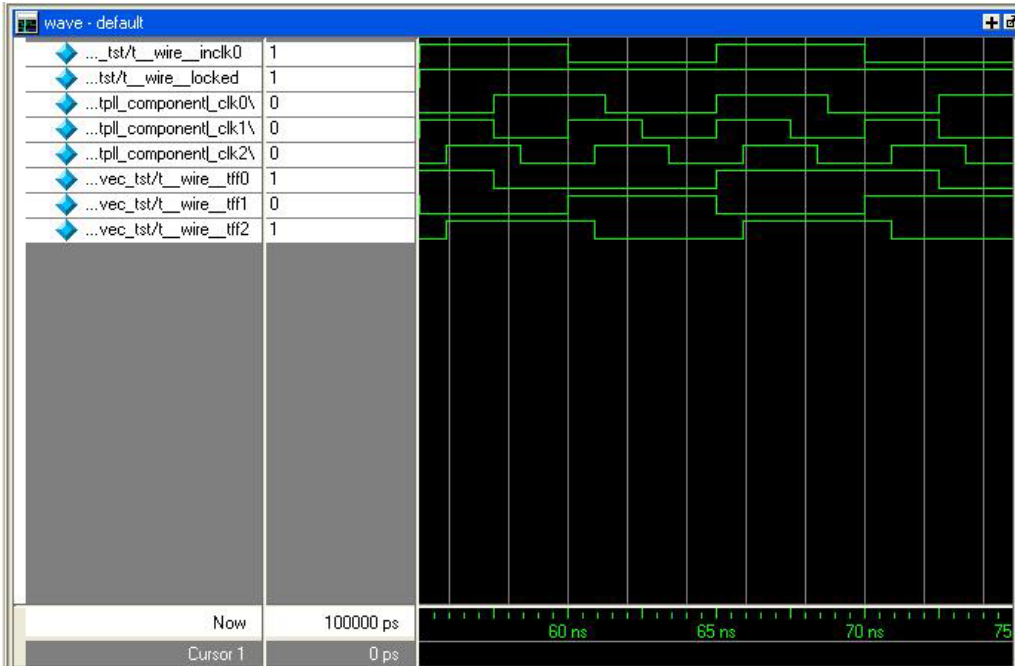 wave - default
..._tst/t__wire__inclk0 1
...tst/t__wire__locked 1
...tpll_component|_clk0\ 0
...tpll_component|_clk1\ 0
...tpll_component|_clk2\ 0
...vec_tst/t__wire__tff0 1
...vec_tst/t__wire__tff1 0
...vec_tst/t__wire__tff2 1
Now 100000 ps
60 ns 65 ns 70 ns 75
Cursor 1 0 ps